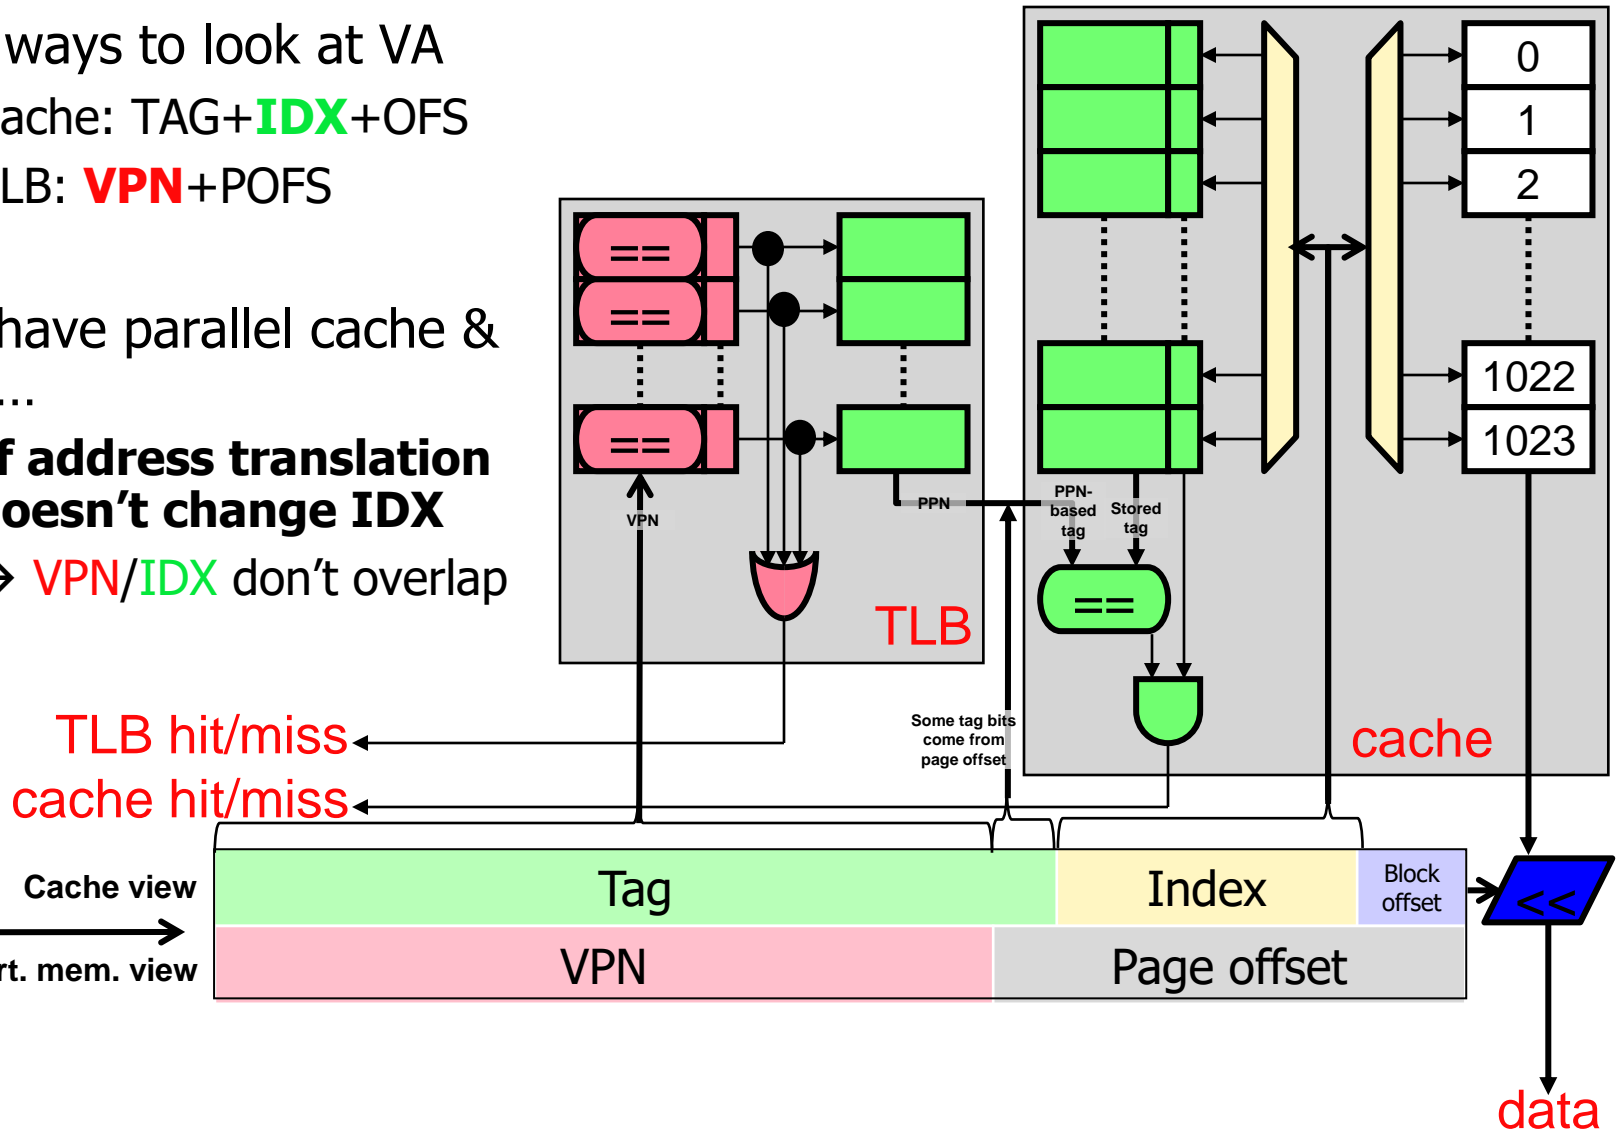 ways to look at VA
ache: TAG+IDX+OFS
LB: VPN+POFS
have parallel cache &
...
f address translation
oesn't change IDX
→ VPN/IDX don't overlap
==
==
==
VPN
PPN
TLB
0
1
2
1022
1023
PPN-
based
tag
Stored
tag
==
cache
Some tag bits
come from
page offset
TLB hit/miss
cache hit/miss
Cache view
rt. mem. view
Tag
Index
Block
offset
VPN
Page offset
<<
data